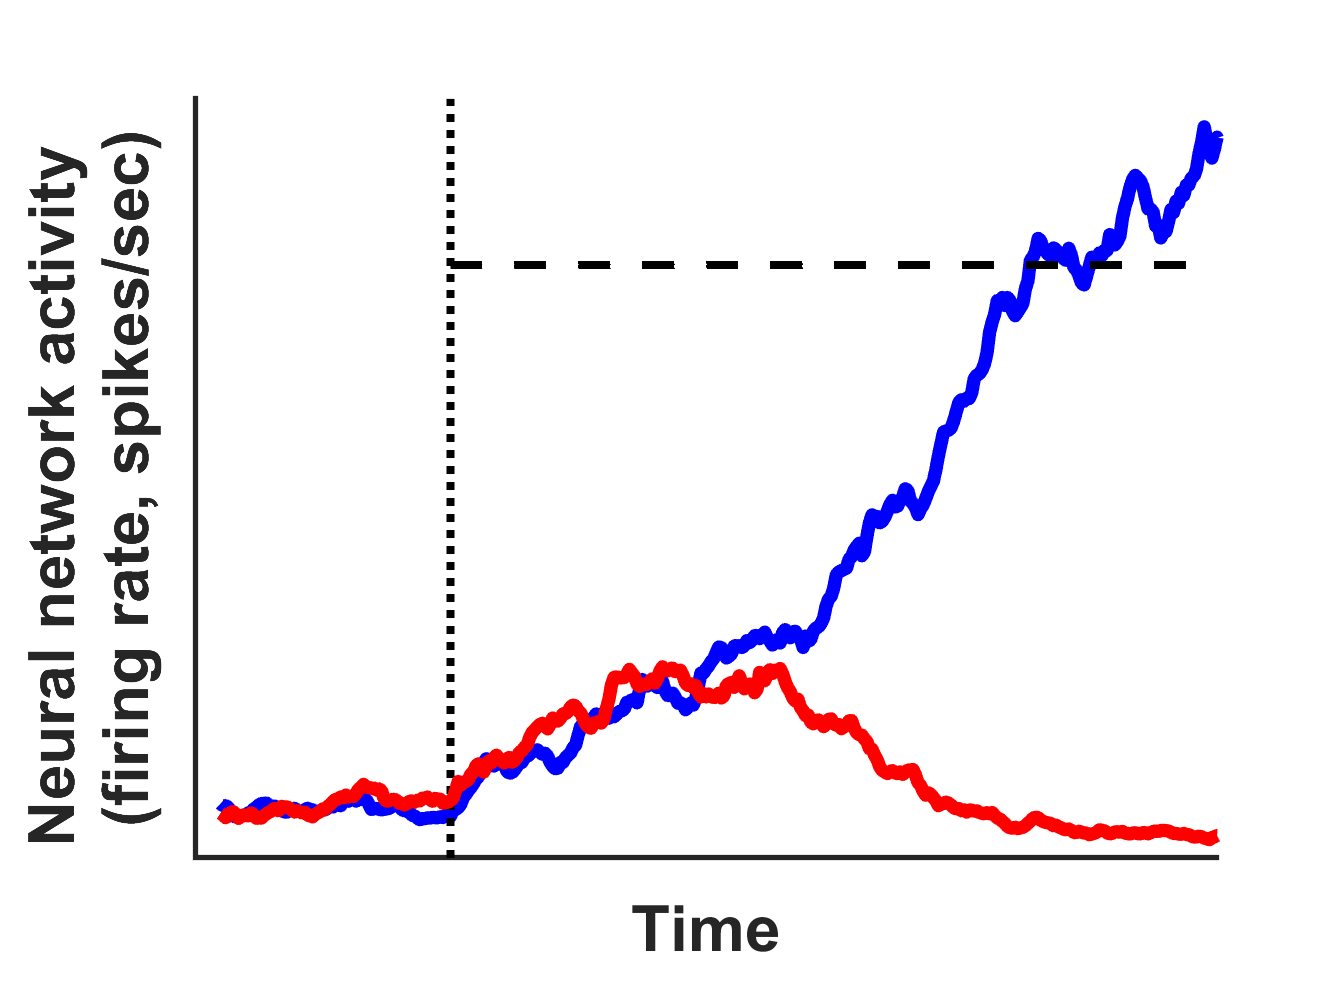 Neural network activity
(firing rate, spikes/sec)
Time